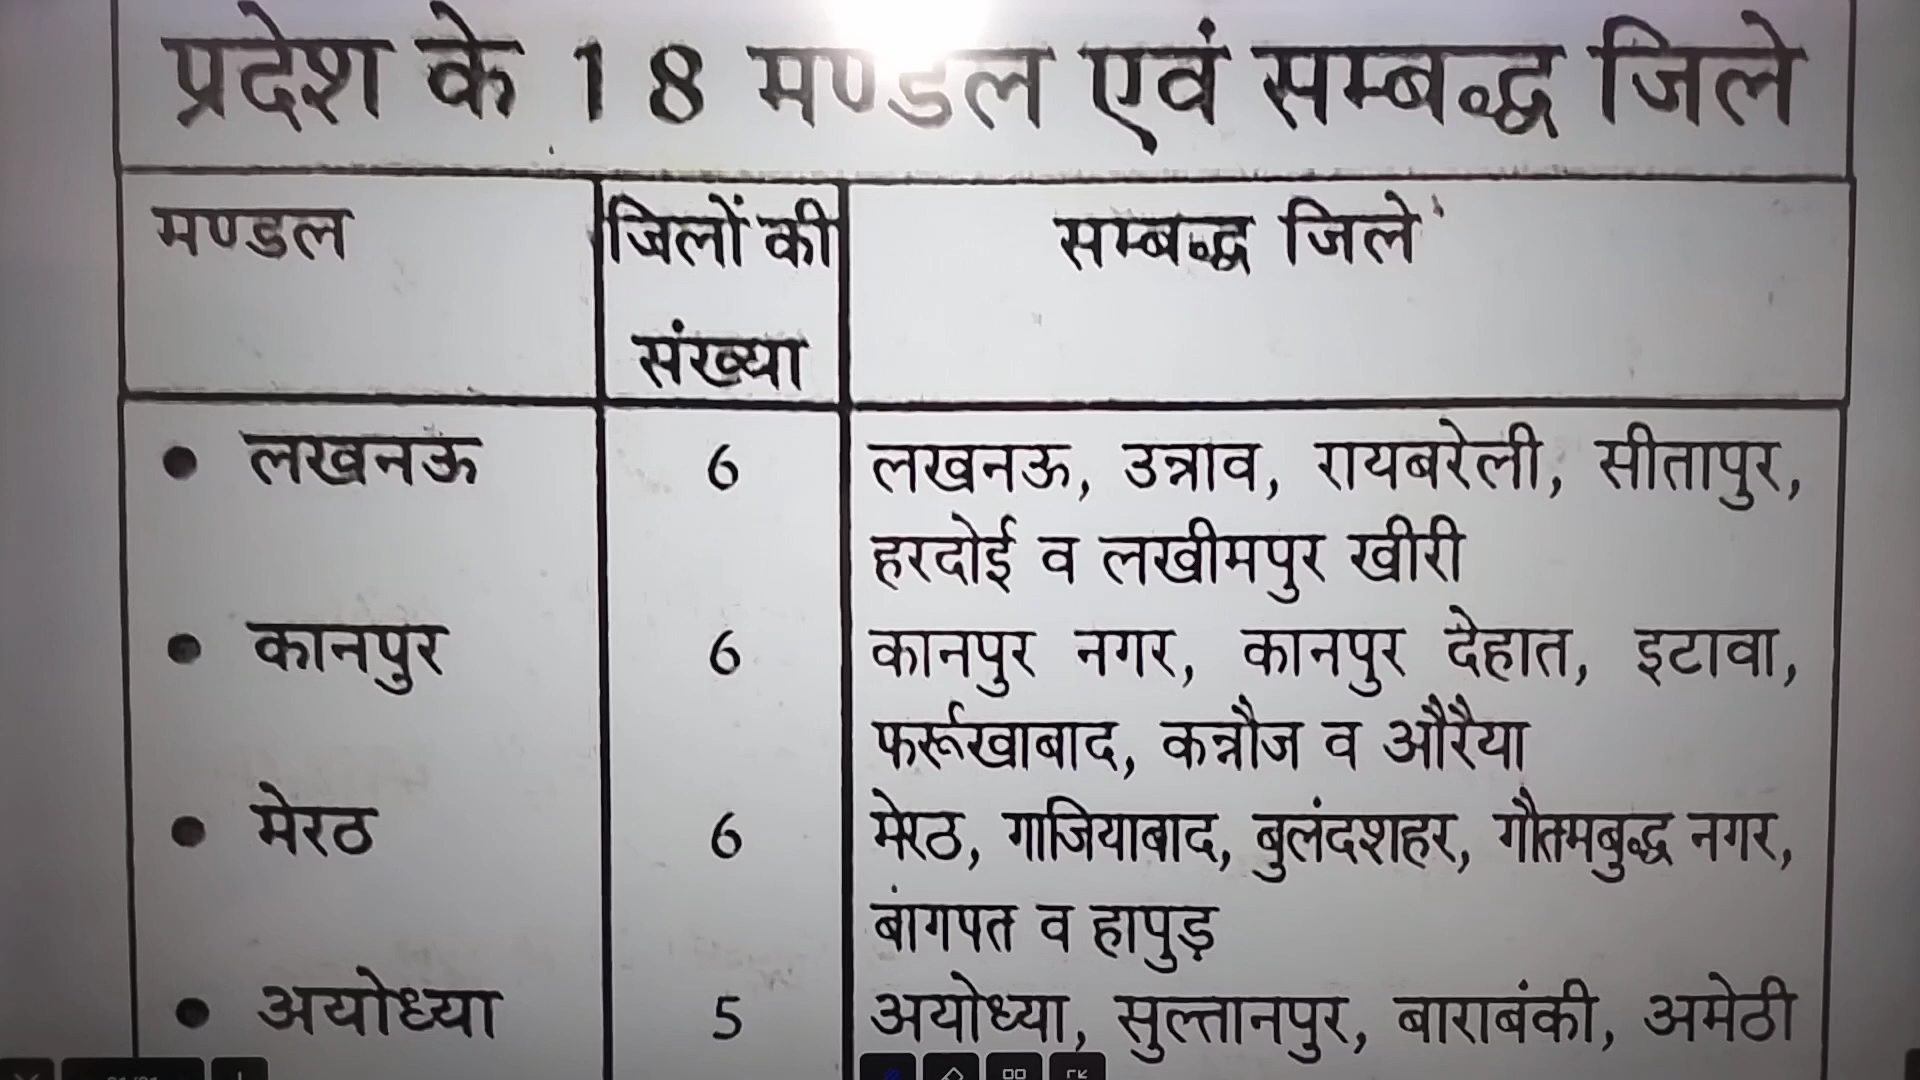 प्रदेश के 18 मण्डल एवं सम्बद्ध जिले
मण्डल जिलों की संख्या सम्बद्ध जिले
• लखनऊ 6 लखनऊ, उन्नाव, रायबरेली, सीतापुर,
हरदोई व लखीमपुर खीरी
• कानपुर 6 कानपुर नगर, कानपुर देहात, इटावा,
फर्रूखाबाद, कन्नौज व औरैया
• मेरठ 6 मेरठ, गाजियाबाद, बुलंदशहर, गौतमबुद्ध नगर,
बागपत व हापुड़
• अयोध्या 5 अयोध्या, सुल्तानपुर, बाराबंकी, अमेठी